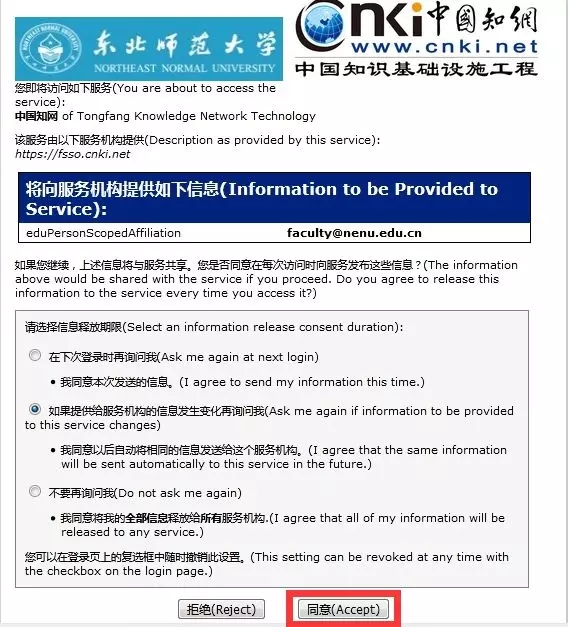 东北师范大学
NORTHEAST NORMAL UNIVERSITY
cnki中国知網
www.cnki.net
中国知识基础设施工程
您即将访问如下服务(You are about to access the
service):
中国知网 of Tongfang Knowledge Network Technology
该服务由以下服务机构提供(Description as provided by this service):
https://fsso.cnki.net
将向服务机构提供如下信息(Information to be Provided to
Service):
eduPersonScopedAffiliation faculty@nenu.edu.cn
如果您继续，上述信息将与服务共享。您是否同意在每次访问时向服务发布这些信息？(The information
above would be shared with the service if you proceed. Do you agree to release this
information to the service every time you access it?)
请选择信息释放期限(Select an information release consent duration):
在下次登录时再询问我(Ask me again at next login)
• 我同意本次发送的信息。(I agree to send my information this time.)
如果提供给服务机构的信息发生变化再询问我(Ask me again if information to be provided
to this service changes)
• 我同意以后自动将相同的信息发送给这个服务机构。(I agree that the same information
will be sent automatically to this service in the future.)
不要再询问我(Do not ask me again)
• 我同意将我的全部信息释放给所有服务机构.(I agree that all of my information will be
released to any service.)
您可以在登录页上的复选框中随时撤销此设置。(This setting can be revoked at any time with
the checkbox on the login page.)
拒绝(Reject) 同意(Accept)